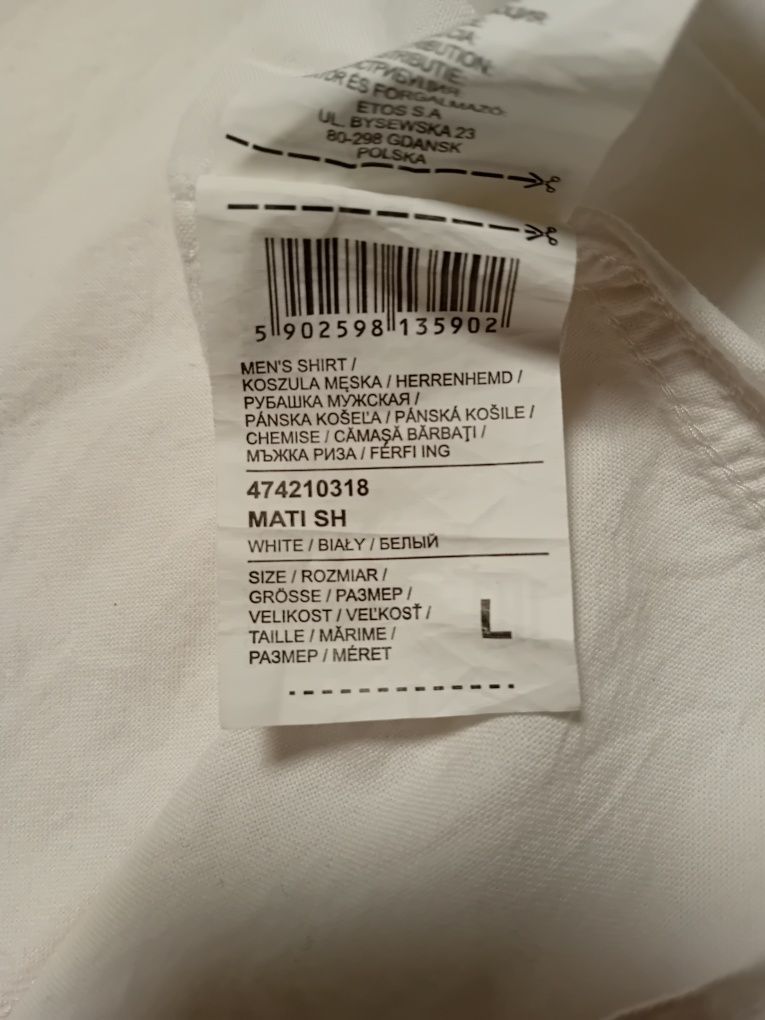 BUTION:
ETOS S.A
UL. BYSEWSKA 23
80-298 GDANSK
POLSKA
5 902598 135902
MEN'S SHIRT /
KOSZULA MĘSKA / HERRENHEMD /
РУБАШКА МУЖСКАЯ /
PÁNSKA KOŠEĽA / PÁNSKÁ KOŠILE /
CHEMISE / CĂMAŞĂ BĂRBAŢI /
МЪЖКА РИЗА / FÉRFI ING
474210318
MATI SH
WHITE / BIAŁY / БЕЛЫЙ
SIZE / ROZMIAR /
GRÖSSE / РАЗМЕР /
VELIKOST / VEĽKOSŤ /
TAILLE / MĂRIME /
РАЗМЕР / MÉRET
L